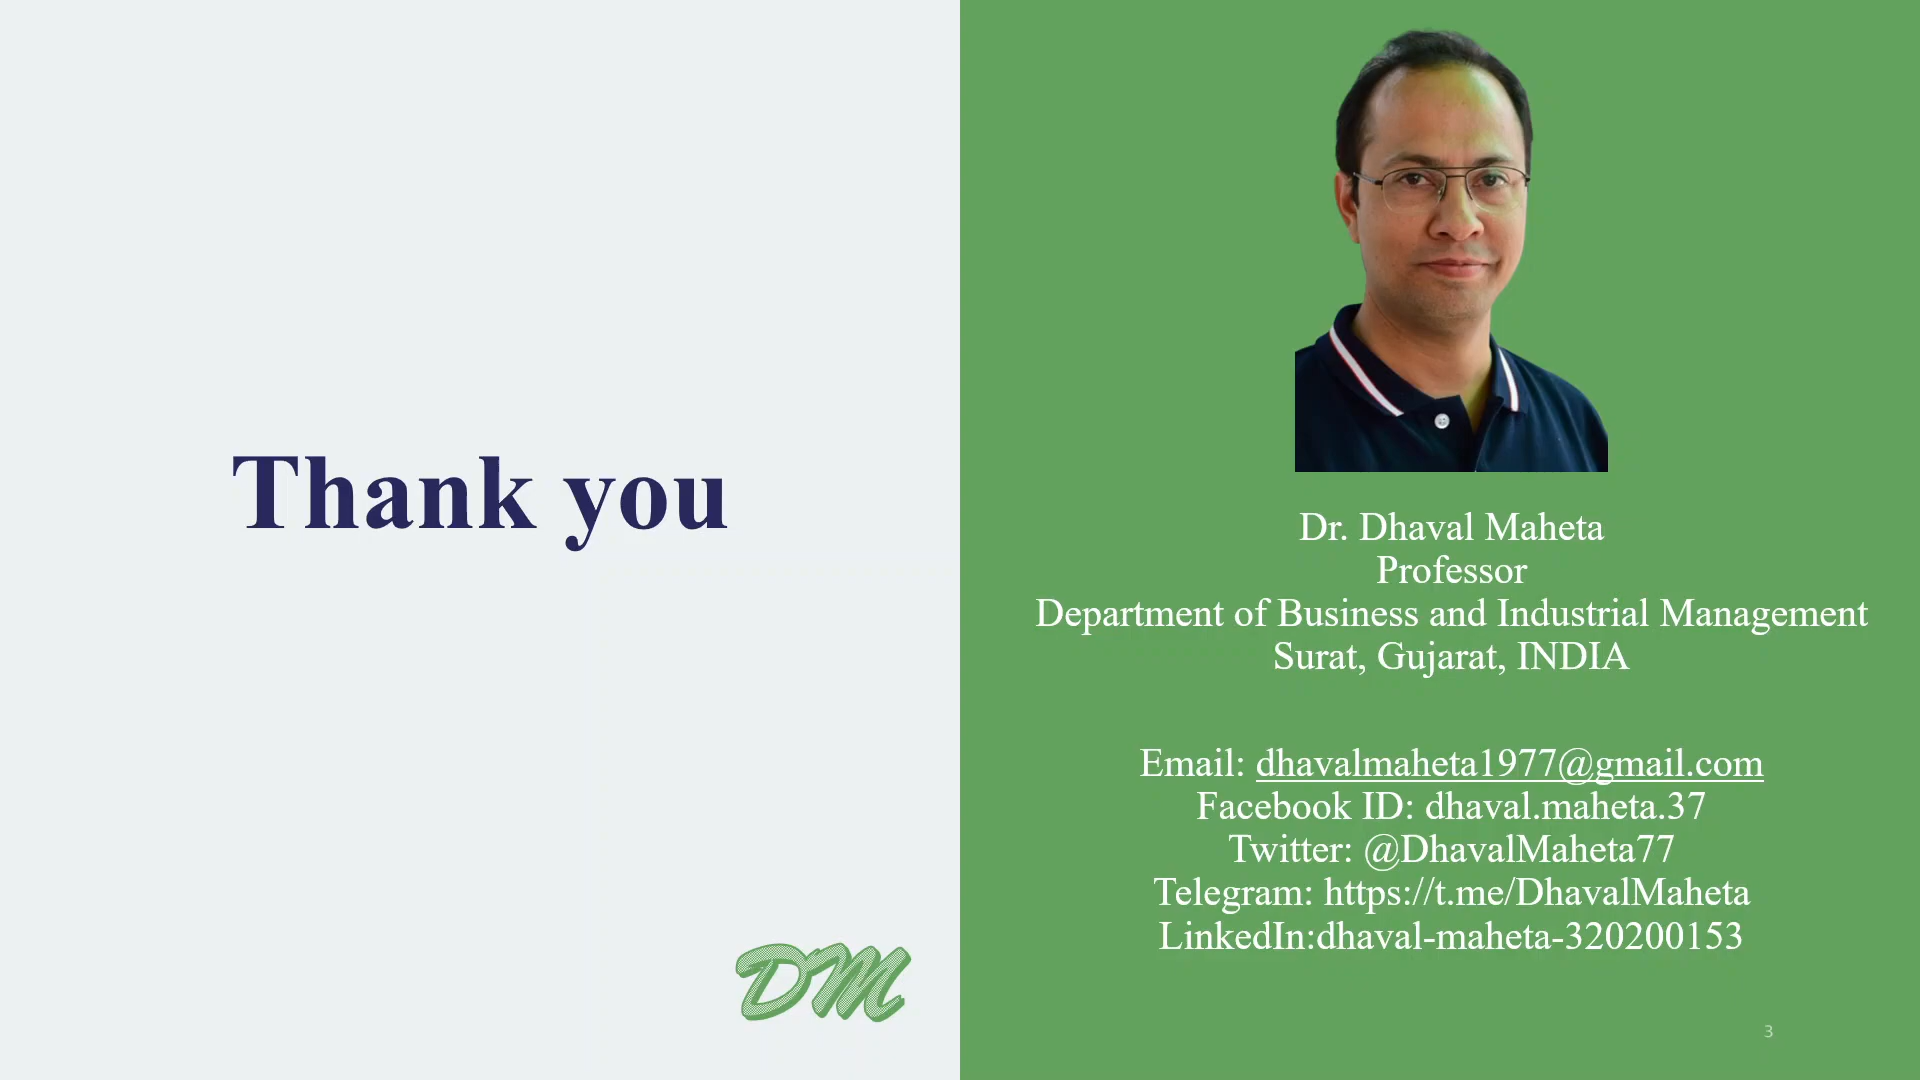 Thank you
DM
Dr. Dhaval Maheta
Professor
Department of Business and Industrial Management
Surat, Gujarat, INDIA
Email: dhavalmaheta1977@gmail.com
Facebook ID: dhaval.maheta.37
Twitter: @DhavalMaheta77
Telegram: https://t.me/DhavalMaheta
LinkedIn:dhaval-maheta-320200153
3